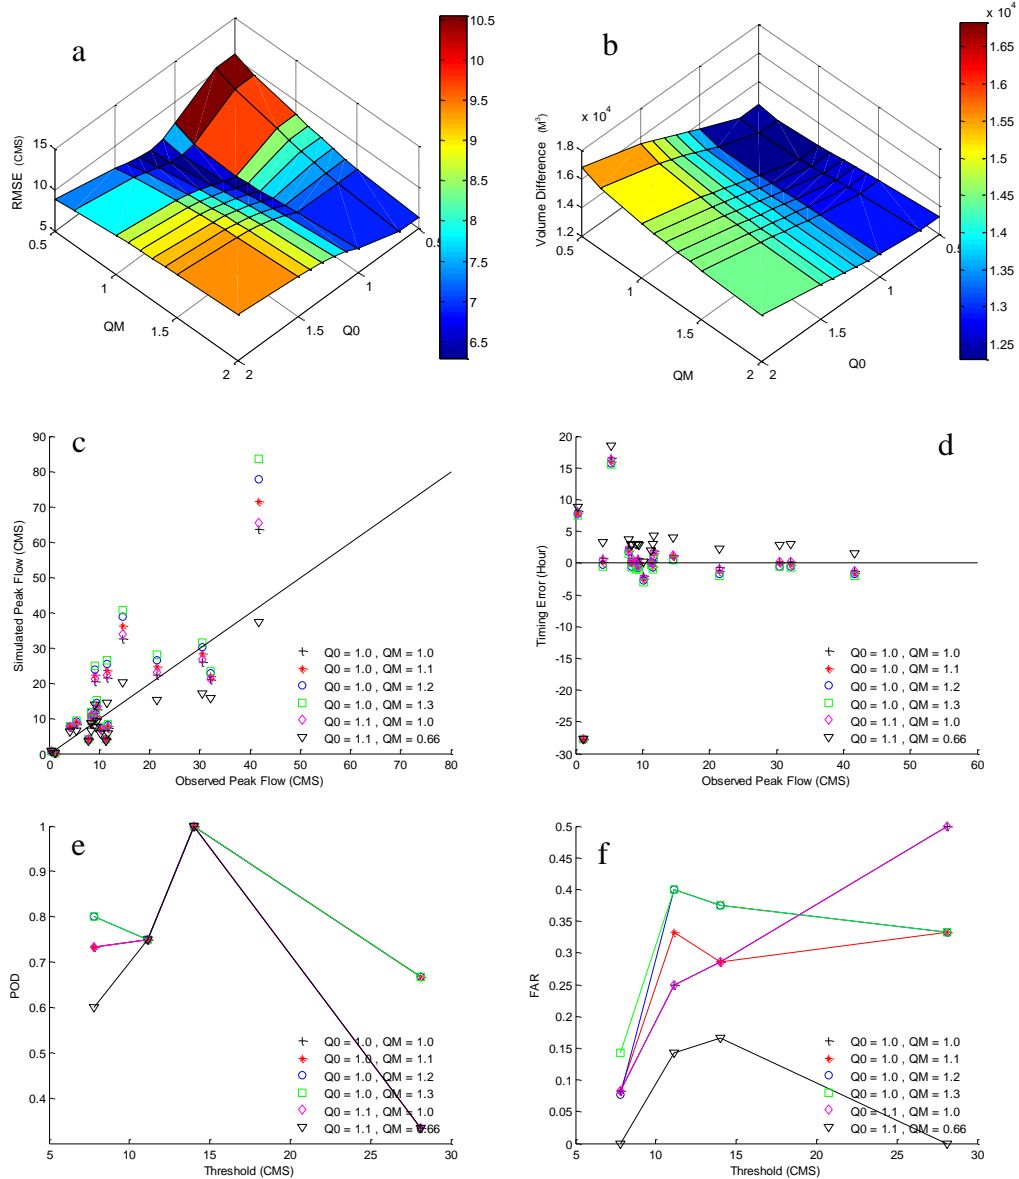 a
RMSE (CMS)
15
10
5
0.5
1
1.5
2
QM
2
1.5
1
0.5
Q0
10.5
10
9.5
9
8.5
8
7.5
7
6.5
b
Volume Difference (M³)
x 10⁴
1.8
1.6
1.4
1.2
0.5
1
1.5
2
QM
2
1.5
1
0.5
Q0
x 10⁴
1.65
1.6
1.55
1.5
1.45
1.4
1.35
1.3
1.25
c
Simulated Peak Flow (CMS)
90
80
70
60
50
40
30
20
10
0
0 10 20 30 40 50 60 70 80
Observed Peak Flow (CMS)
Q0 = 1.0 , QM = 1.0
Q0 = 1.0 , QM = 1.1
Q0 = 1.0 , QM = 1.2
Q0 = 1.0 , QM = 1.3
Q0 = 1.1 , QM = 1.0
Q0 = 1.1 , QM = 0.66
d
Timing Error (Hour)
20
15
10
5
0
-5
-10
-15
-20
-25
-30
0 10 20 30 40 50 60
Observed Peak Flow (CMS)
Q0 = 1.0 , QM = 1.0
Q0 = 1.0 , QM = 1.1
Q0 = 1.0 , QM = 1.2
Q0 = 1.0 , QM = 1.3
Q0 = 1.1 , QM = 1.0
Q0 = 1.1 , QM = 0.66
e
POD
1
0.9
0.8
0.7
0.6
0.5
0.4
5 10 15 20 25 30
Threshold (CMS)
Q0 = 1.0 , QM = 1.0
Q0 = 1.0 , QM = 1.1
Q0 = 1.0 , QM = 1.2
Q0 = 1.0 , QM = 1.3
Q0 = 1.1 , QM = 1.0
Q0 = 1.1 , QM = 0.66
f
FAR
0.5
0.45
0.4
0.35
0.3
0.25
0.2
0.15
0.1
0.05
0
5 10 15 20 25 30
Threshold (CMS)
Q0 = 1.0 , QM = 1.0
Q0 = 1.0 , QM = 1.1
Q0 = 1.0 , QM = 1.2
Q0 = 1.0 , QM = 1.3
Q0 = 1.1 , QM = 1.0
Q0 = 1.1 , QM = 0.66